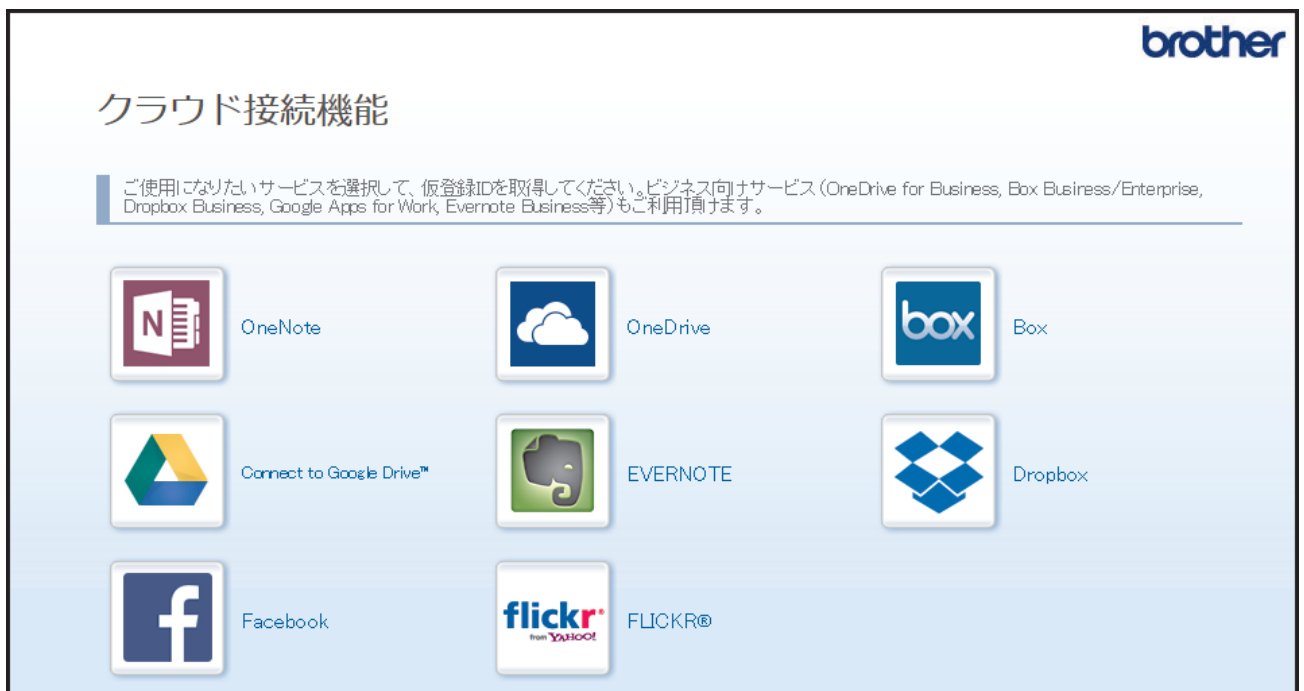 brother
クラウド接続機能
ご使用になりたいサービスを選択して、仮登録IDを取得してください。ビジネス向けサービス（OneDrive for Business, Box Business/Enterprise,
Dropbox Business, Google Apps for Work, Evernote Business等）もご利用頂けます。
N
OneNote
OneDrive
box
Box
Connect to Google Drive™
EVERNOTE
Dropbox
f
Facebook
flickr
from YAHOO!
FLICKR®